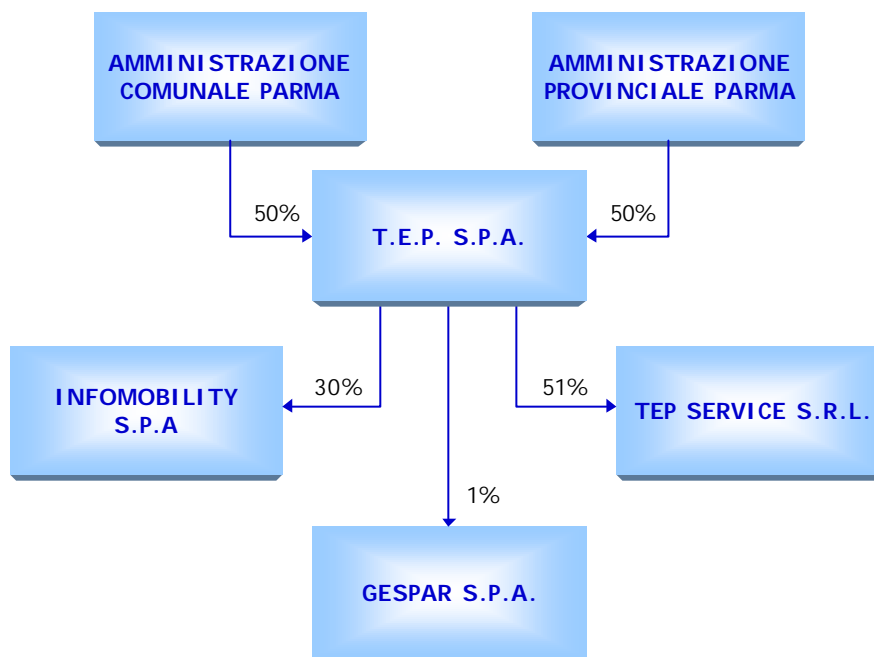 AMMINISTRAZIONE
COMUNALE PARMA
AMMINISTRAZIONE
PROVINCIALE PARMA
50%
50%
T.E.P. S.P.A.
INFOMOBILITY
S.P.A
30%
51%
TEP SERVICE S.R.L.
1%
GESPAR S.P.A.